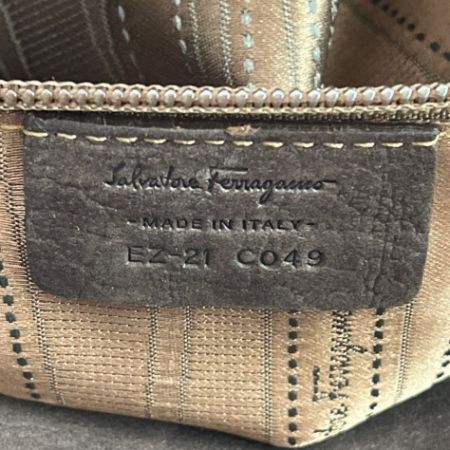 Salvatore Ferragamo
-MADE IN ITALY-
EZ-21 C049